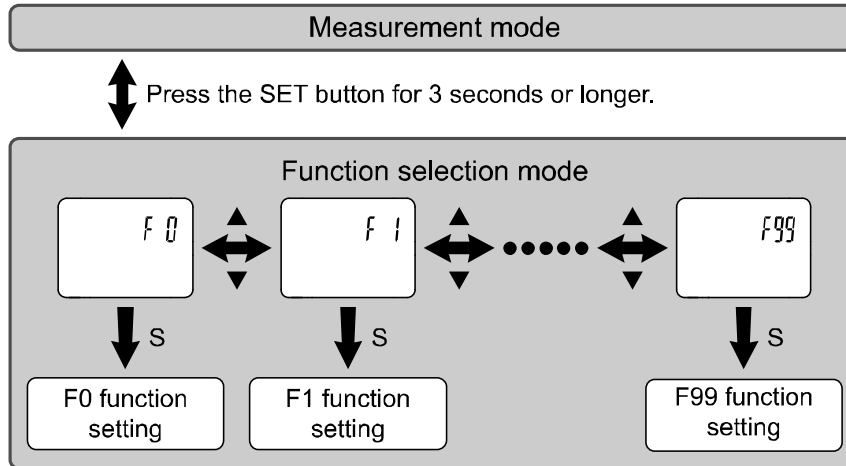 Measurement mode
Press the SET button for 3 seconds or longer.
Function selection mode
F 0
F 1
F99
S
S
S
F0 function
setting
F1 function
setting
F99 function
setting